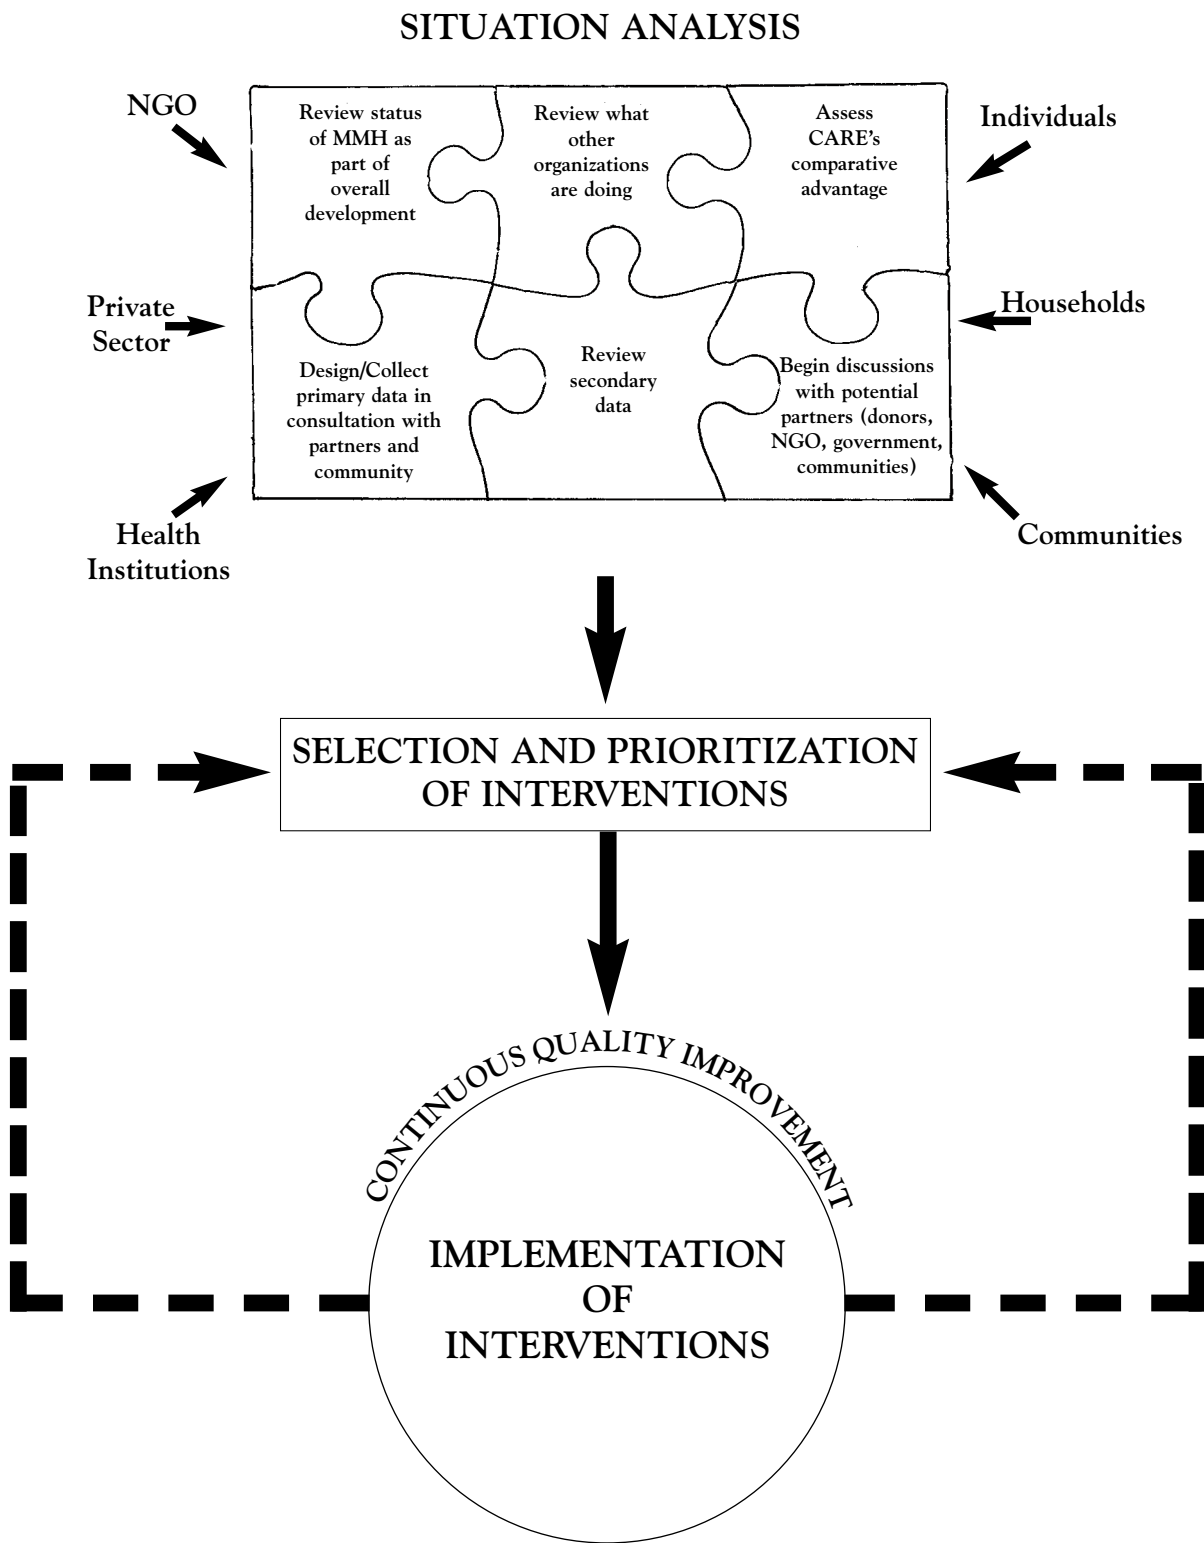 SITUATION ANALYSIS
NGO
Review status
of MMH as
part of
overall
development
Review what
other
organizations
are doing
Assess
CARE's
comparative
advantage
Individuals
Private
Sector
Households
Design/Collect
primary data in
consultation with
partners and
community
Review
secondary
data
Begin discussions
with potential
partners (donors,
NGO, government,
communities)
Health
Institutions
Communities
SELECTION AND PRIORITIZATION
OF INTERVENTIONS
CONTINUOUS QUALITY IMPROVEMENT
IMPLEMENTATION
OF
INTERVENTIONS